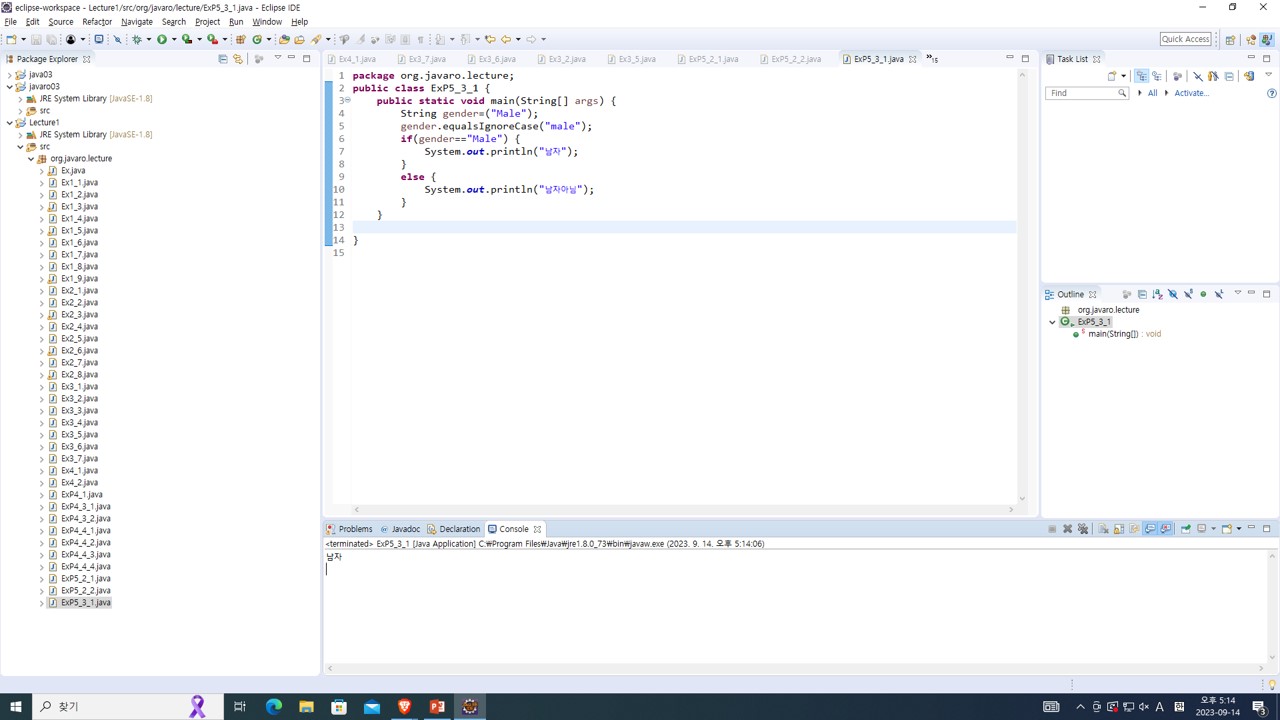 eclipse-workspace - Lecture1/src/org/javaro/lecture/ExP5_3_1.java - Eclipse IDE
File Edit Source Refactor Navigate Search Project Run Window Help
Quick Access
Package Explorer
java03
javaro03
JRE System Library [JavaSE-1.8]
src
Lecture1
JRE System Library [JavaSE-1.8]
src
org.javaro.lecture
Ex.java
Ex1_1.java
Ex1_2.java
Ex1_3.java
Ex1_4.java
Ex1_5.java
Ex1_6.java
Ex1_7.java
Ex1_8.java
Ex1_9.java
Ex2_1.java
Ex2_2.java
Ex2_3.java
Ex2_4.java
Ex2_5.java
Ex2_6.java
Ex2_7.java
Ex2_8.java
Ex3_1.java
Ex3_2.java
Ex3_3.java
Ex3_4.java
Ex3_5.java
Ex3_6.java
Ex3_7.java
Ex4_1.java
Ex4_2.java
ExP4_1.java
ExP4_3_1.java
ExP4_3_2.java
ExP4_4_1.java
ExP4_4_2.java
ExP4_4_3.java
ExP4_4_4.java
ExP5_2_1.java
ExP5_2_2.java
ExP5_3_1.java
Ex4_1.java Ex3_7.java Ex3_6.java Ex3_2.java Ex3_5.java ExP5_2_1.java ExP5_2_2.java ExP5_3_1.java
1 package org.javaro.lecture;
2 public class ExP5_3_1 {
3 public static void main(String[] args) {
4 String gender=("Male");
5 gender.equalsIgnoreCase("male");
6 if(gender=="Male") {
7 System.out.println("남자");
8 }
9 else {
10 System.out.println("남자아님");
11 }
12 }
13
14 }
15
Task List
Find All Activate...
Outline
org.javaro.lecture
ExP5_3_1
main(String[]) : void
Problems Javadoc Declaration Console
<terminated> ExP5_3_1 [Java Application] C:₩Program Files₩Java₩jre1.8.0_73₩bin₩javaw.exe (2023. 9. 14. 오후 5:14:06)
남자
찾기
A
오후 5:14
2023-09-14
3